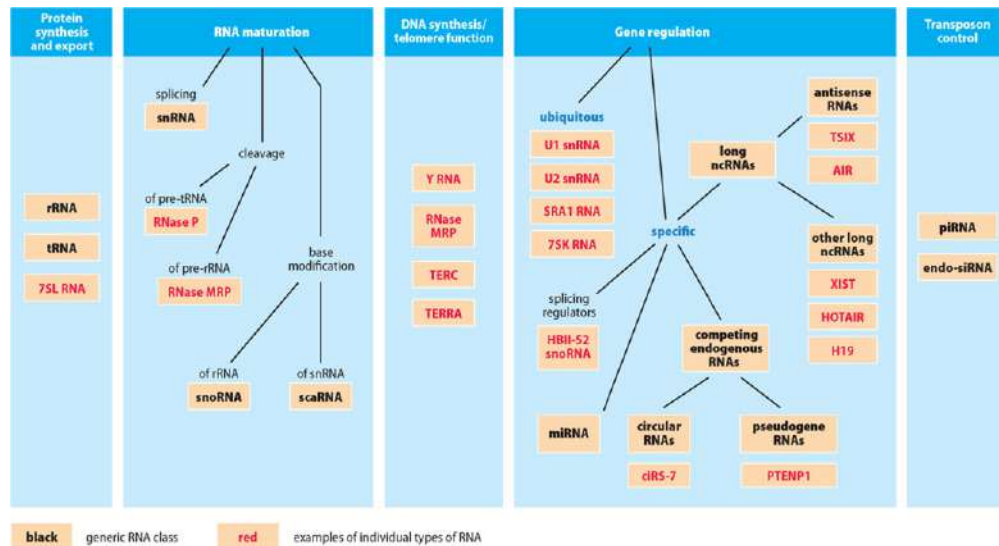 Protein
synthesis
and export
rRNA
tRNA
7SL RNA
RNA maturation
splicing
snRNA
cleavage
of pre-tRNA
RNase P
of pre-rRNA
RNase MRP
base
modification
of rRNA
snoRNA
of snRNA
scaRNA
DNA synthesis/
telomere function
Y RNA
RNase
MRP
TERC
TERRA
Gene regulation
ubiquitous
U1 snRNA
U2 snRNA
SRA1 RNA
7SK RNA
specific
splicing
regulators
HBII-52
snoRNA
miRNA
competing
endogenous
RNAs
circular
RNAs
ciRS-7
pseudogene
RNAs
PTENP1
long
ncRNAs
antisense
RNAs
TSIX
AIR
other long
ncRNAs
XIST
HOTAIR
H19
Transposon
control
piRNA
endo-siRNA
black generic RNA class
red examples of individual types of RNA